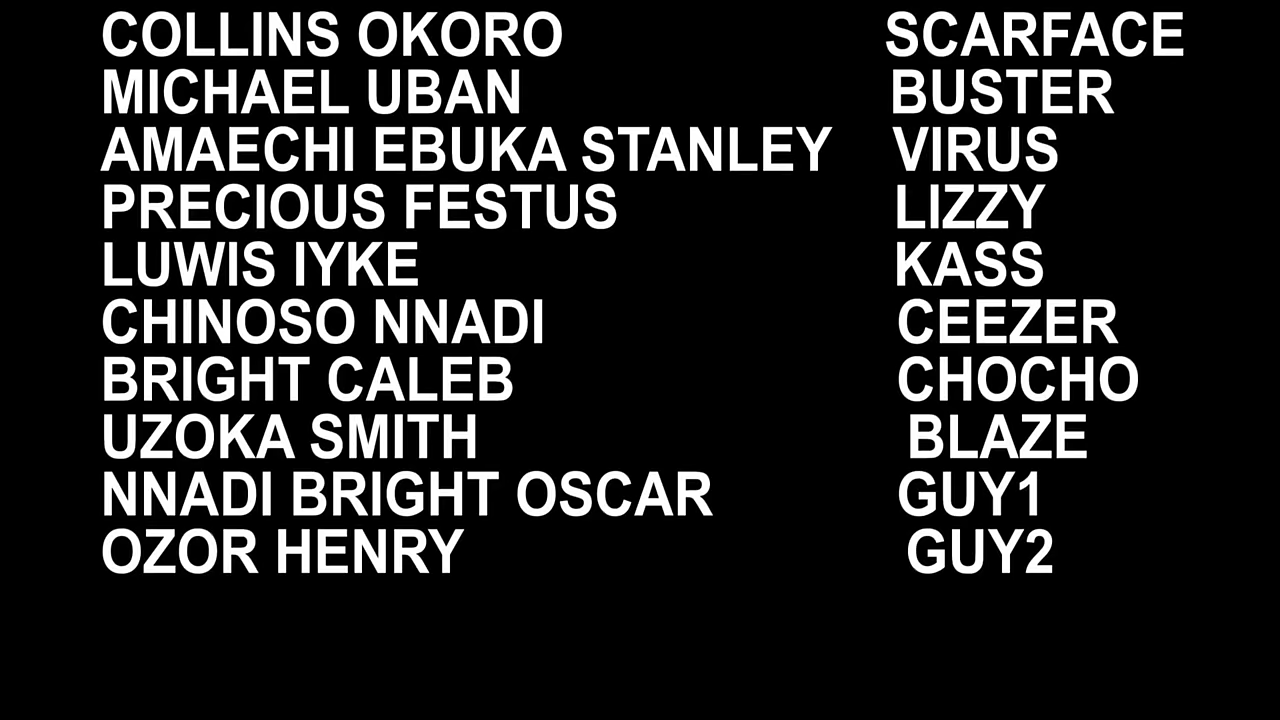 COLLINS OKORO SCARFACE
MICHAEL UBAN BUSTER
AMAECHI EBUKA STANLEY VIRUS
PRECIOUS FESTUS LIZZY
LUWIS IYKE KASS
CHINOSO NNADI CEEZER
BRIGHT CALEB CHOCHO
UZOKA SMITH BLAZE
NNADI BRIGHT OSCAR GUY1
OZOR HENRY GUY2